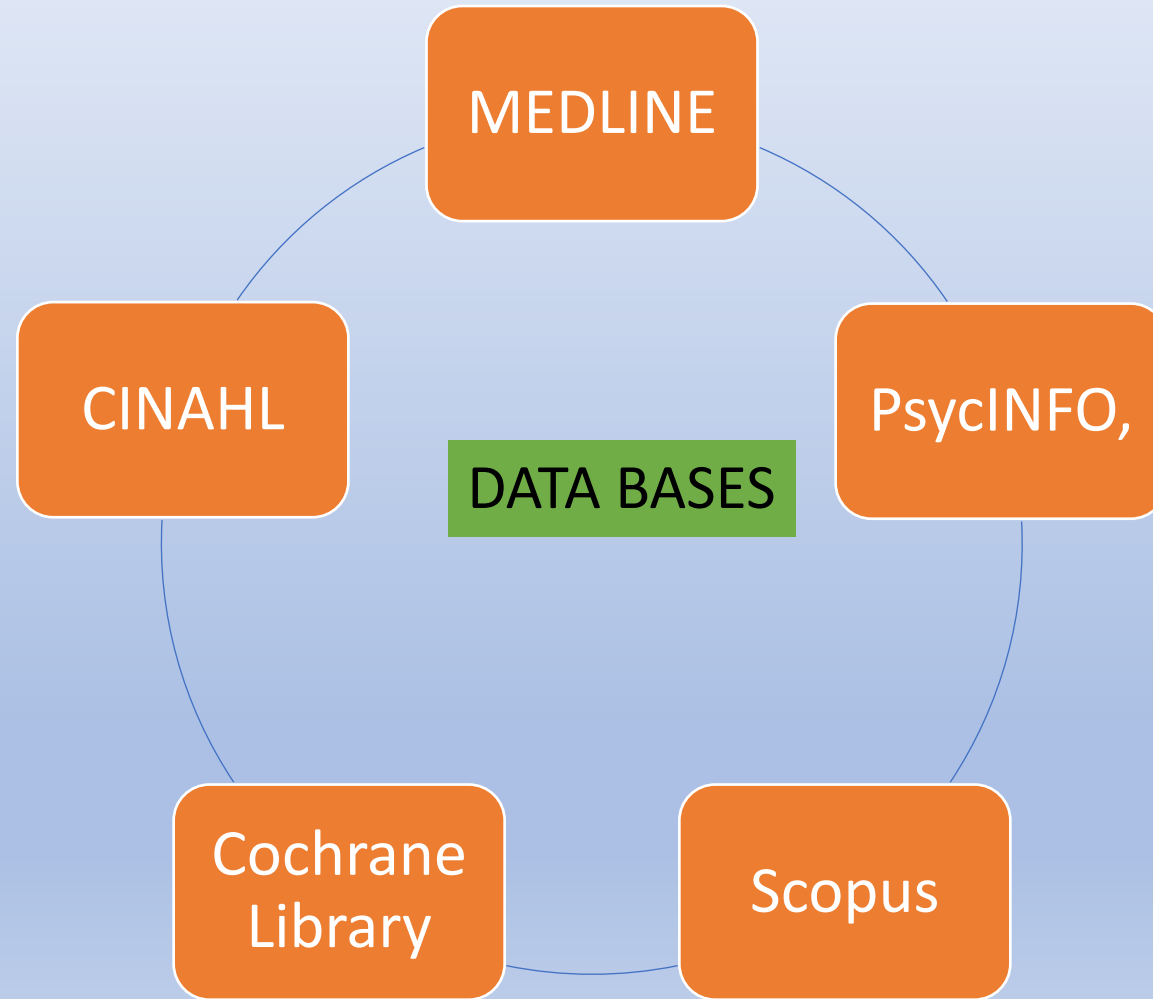 MEDLINE
CINAHL
PsycINFO,
DATA BASES
Cochrane
Library
Scopus